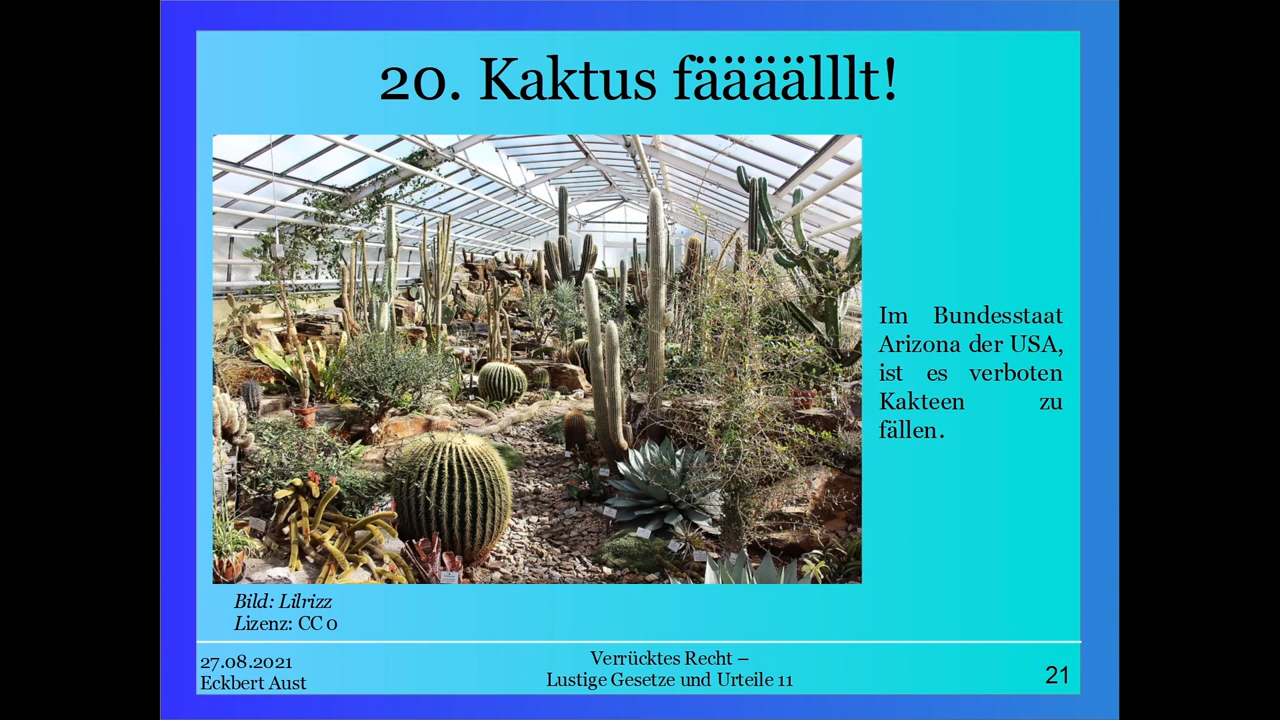 20. Kaktus fäääälllt!
Im Bundesstaat
Arizona der USA,
ist es verboten
Kakteen zu
fällen.
Bild: Lilrizz
Lizenz: CC 0
27.08.2021
Eckbert Aust
Verrücktes Recht –
Lustige Gesetze und Urteile 11
21